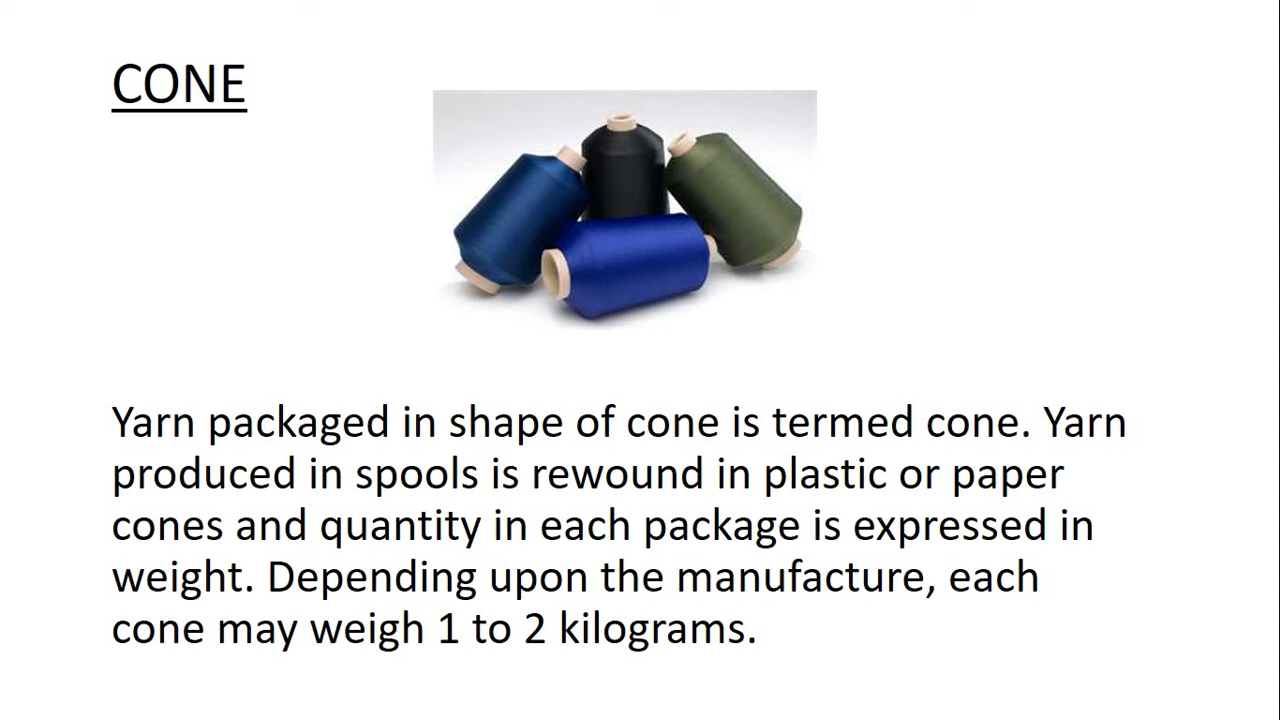 CONE
Yarn packaged in shape of cone is termed cone. Yarn
produced in spools is rewound in plastic or paper
cones and quantity in each package is expressed in
weight. Depending upon the manufacture, each
cone may weigh 1 to 2 kilograms.